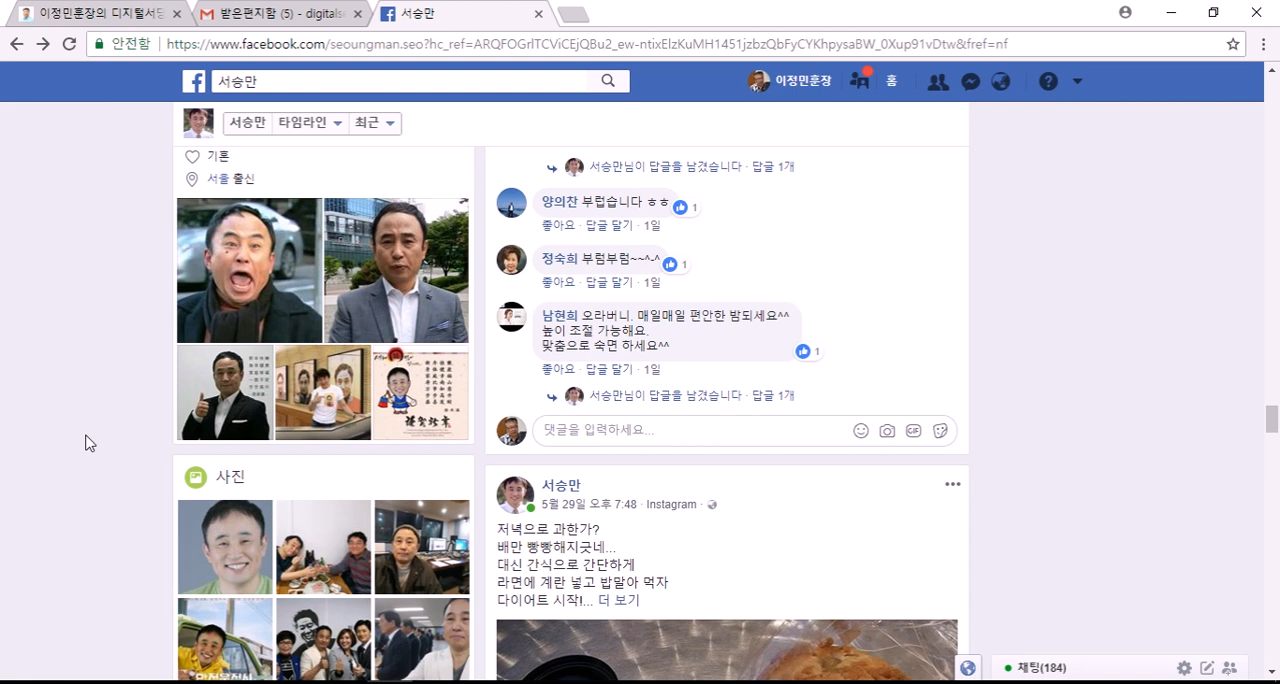 이정민훈장의 디지털서당
받은편지함 (5) - digitalse
서승만
안전함
https://www.facebook.com/seoungman.seo?hc_ref=ARQFOGrlTCViCEjQBu2_ew-ntixElzKuMH1451jzbzQbFyCYKhpysaBW_0Xup91vDtw&fref=nf
서승만
이정민훈장
홈
서승만
타임라인
최근
기혼
서울 출신
서승만님이 답글을 남겼습니다 · 답글 1개
양의찬 부럽습니다 ㅎㅎ
1
좋아요 · 답글 달기 · 1일
정숙희 부럼부럼~~^-^
1
좋아요 · 답글 달기 · 1일
남현희 오라버니. 매일매일 편안한 밤되세요^^
높이 조절 가능해요.
맞춤으로 숙면 하세요^^
1
좋아요 · 답글 달기 · 1일
서승만님이 답글을 남겼습니다 · 답글 1개
댓글을 입력하세요...
GIF
사진
서승만
5월 29일 오후 7:48 · Instagram ·
저녁으로 과한가?
배만 빵빵해지긋네...
대신 간식으로 간단하게
라면에 계란 넣고 밥말아 먹자
다이어트 시작!... 더 보기
채팅(184)